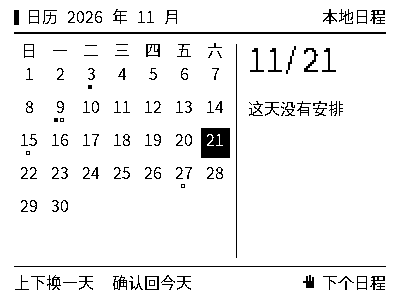 日历 2026 年 11 月 本地日程
日 一 二 三 四 五 六
1 2 3 4 5 6 7
8 9 10 11 12 13 14
15 16 17 18 19 20 21
22 23 24 25 26 27 28
29 30
11/21
这天没有安排
上下换一天 确认回今天 下个日程